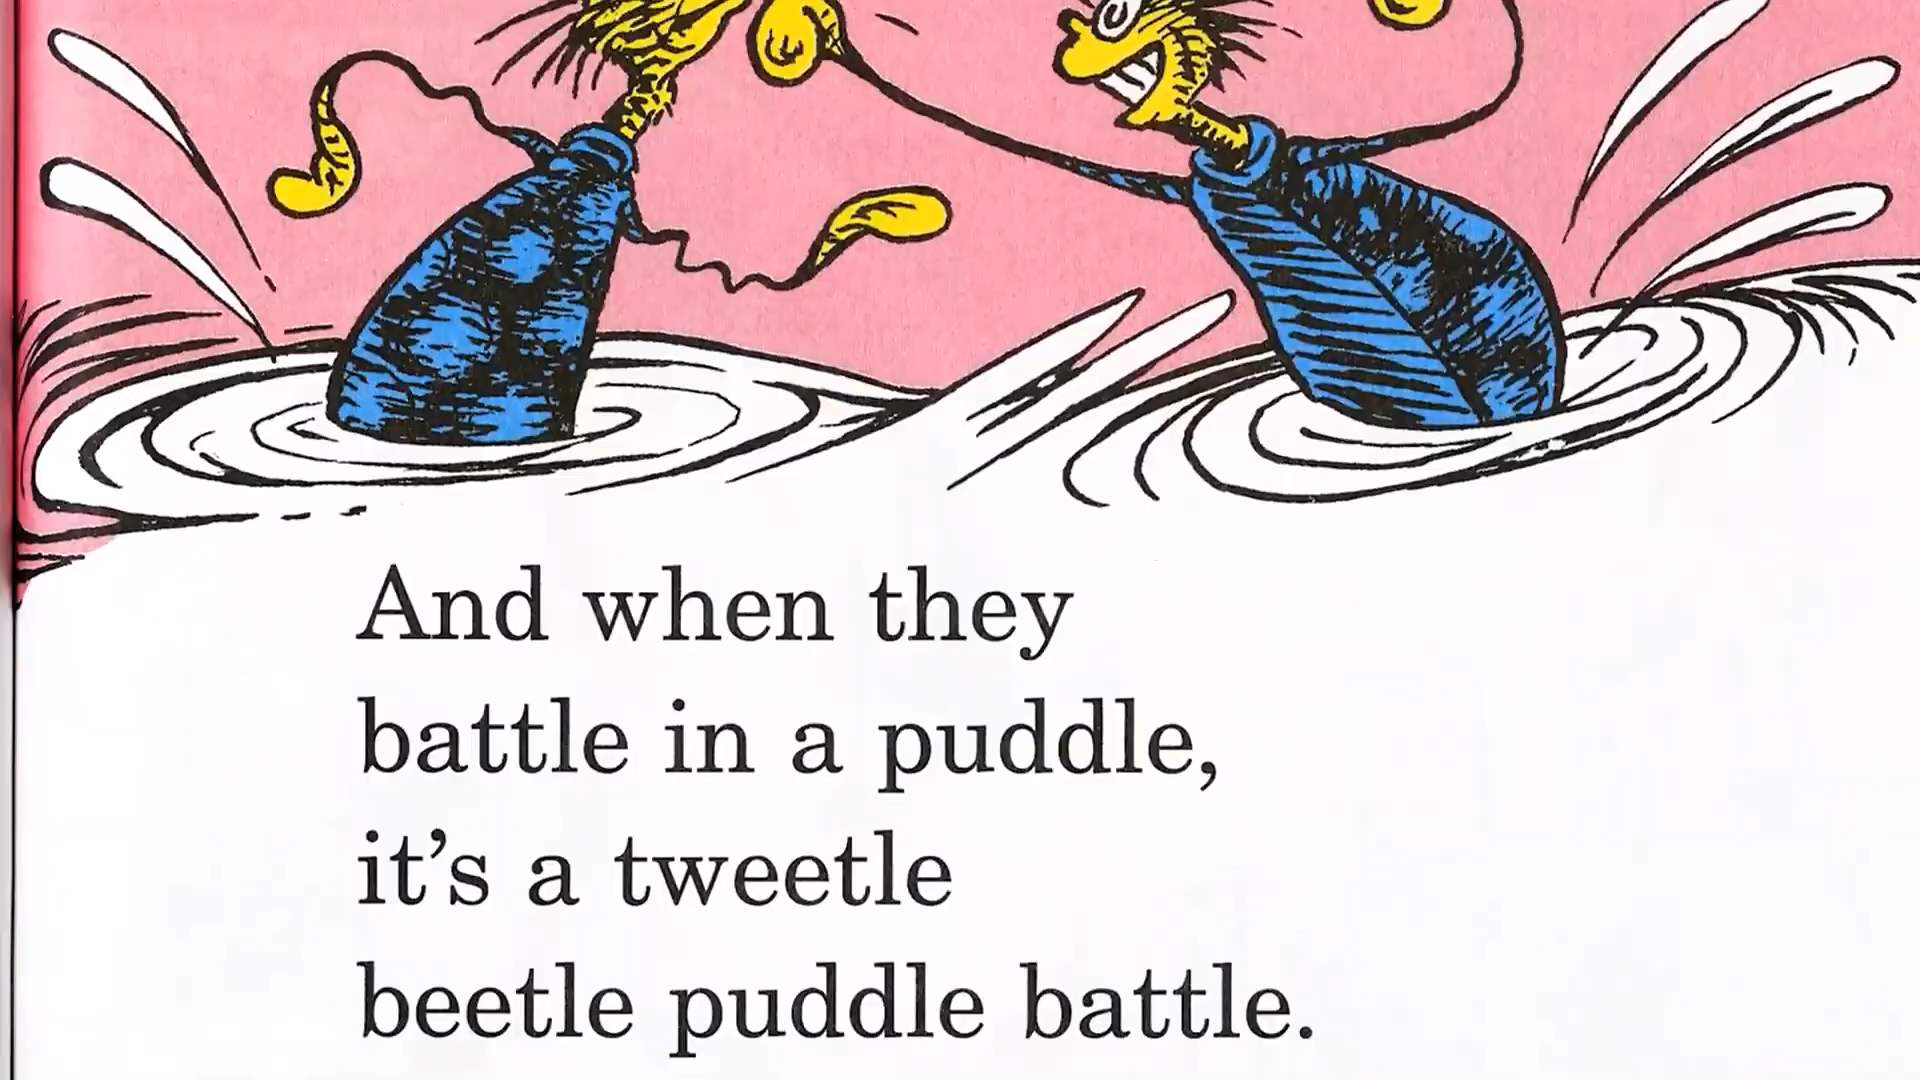 And when they
battle in a puddle,
it’s a tweetle
beetle puddle battle.